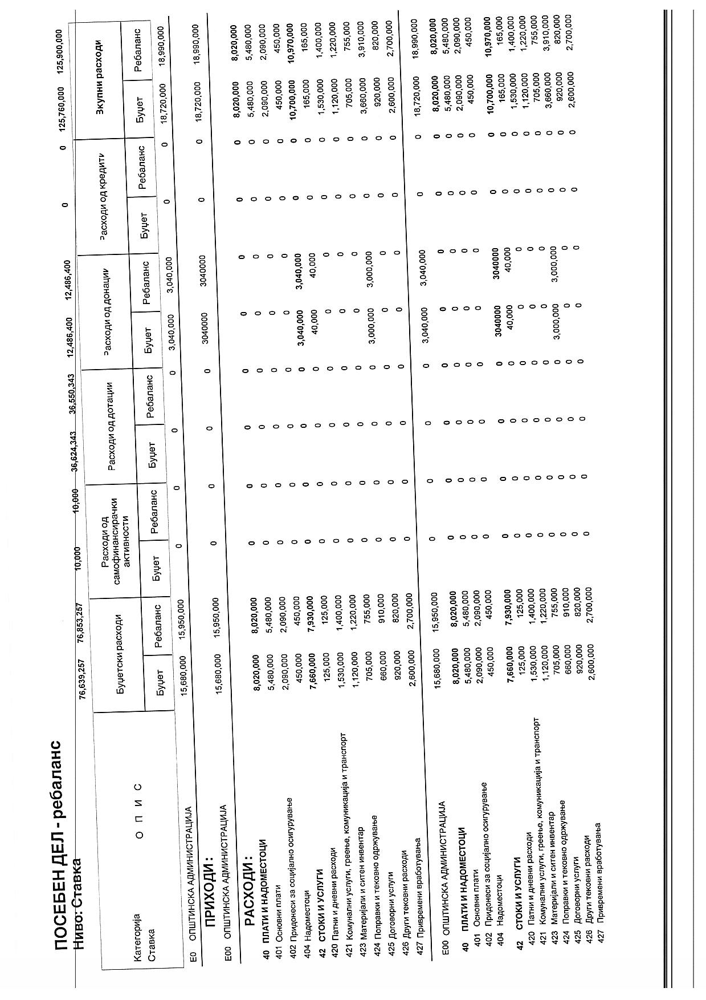 ПОСЕБЕН ДЕЛ - ребаланс
Ниво: Ставка
76,639,257 76,853,257 10,000 10,000 36,624,343 36,550,343 12,486,400 12,486,400 0 0 125,760,000 125,900,000
Категорија О П И С Буџетски расходи Расходи од самофинансирачки активности Расходи од дотации Расходи од донации Расходи од кредити Вкупни расходи
Ставка Буџет Ребаланс Буџет Ребаланс Буџет Ребаланс Буџет Ребаланс Буџет Ребаланс Буџет Ребаланс
Е0 ОПШТИНСКА АДМИНИСТРАЦИЈА 15,680,000 15,950,000 0 0 0 0 3,040,000 3,040,000 0 0 18,720,000 18,990,000
ПРИХОДИ :
Е00 ОПШТИНСКА АДМИНИСТРАЦИЈА 15,680,000 15,950,000 0 0 0 0 3040000 3040000 0 0 18,720,000 18,990,000
РАСХОДИ :
40 ПЛАТИ И НАДОМЕСТОЦИ 8,020,000 8,020,000 0 0 0 0 0 0 0 0 8,020,000 8,020,000
401 Основни плати 5,480,000 5,480,000 0 0 0 0 0 0 0 0 5,480,000 5,480,000
402 Придонеси за социјално осигурување 2,090,000 2,090,000 0 0 0 0 0 0 0 0 2,090,000 2,090,000
404 Надоместоци 450,000 450,000 0 0 0 0 0 0 0 0 450,000 450,000
42 СТОКИ И УСЛУГИ 7,660,000 7,930,000 0 0 0 0 3,040,000 3,040,000 0 0 10,700,000 10,970,000
420 Патни и дневни расходи 125,000 125,000 0 0 0 0 40,000 40,000 0 0 165,000 165,000
421 Комунални услуги, греење, комуникација и транспорт 1,530,000 1,400,000 0 0 0 0 0 0 0 0 1,530,000 1,400,000
423 Материјали и ситен инвентар 1,120,000 1,220,000 0 0 0 0 0 0 0 0 1,120,000 1,220,000
424 Поправки и тековно одржување 705,000 755,000 0 0 0 0 0 0 0 0 705,000 755,000
425 Договорни услуги 660,000 910,000 0 0 0 0 3,000,000 3,000,000 0 0 3,660,000 3,910,000
426 Други тековни расходи 920,000 820,000 0 0 0 0 0 0 0 0 920,000 820,000
427 Привремени вработувања 2,600,000 2,700,000 0 0 0 0 0 0 0 0 2,600,000 2,700,000
Е00 ОПШТИНСКА АДМИНИСТРАЦИЈА 15,680,000 15,950,000 0 0 0 0 3,040,000 3,040,000 0 0 18,720,000 18,990,000
40 ПЛАТИ И НАДОМЕСТОЦИ 8,020,000 8,020,000 0 0 0 0 0 0 0 0 8,020,000 8,020,000
401 Основни плати 5,480,000 5,480,000 0 0 0 0 0 0 0 0 5,480,000 5,480,000
402 Придонеси за социјално осигурување 2,090,000 2,090,000 0 0 0 0 0 0 0 0 2,090,000 2,090,000
404 Надоместоци 450,000 450,000 0 0 0 0 0 0 0 0 450,000 450,000
42 СТОКИ И УСЛУГИ 7,660,000 7,930,000 0 0 0 0 3040000 3040000 0 0 10,700,000 10,970,000
420 Патни и дневни расходи 125,000 125,000 0 0 0 0 40,000 40,000 0 0 165,000 165,000
421 Комунални услуги, греење, комуникација и транспорт 1,530,000 1,400,000 0 0 0 0 0 0 0 0 1,530,000 1,400,000
423 Материјали и ситен инвентар 1,120,000 1,220,000 0 0 0 0 0 0 0 0 1,120,000 1,220,000
424 Поправки и тековно одржување 705,000 755,000 0 0 0 0 0 0 0 0 705,000 755,000
425 Договорни услуги 660,000 910,000 0 0 0 0 3,000,000 3,000,000 0 0 3,660,000 3,910,000
426 Други тековни расходи 920,000 820,000 0 0 0 0 0 0 0 0 920,000 820,000
427 Привремени вработувања 2,600,000 2,700,000 0 0 0 0 0 0 0 0 2,600,000 2,700,000